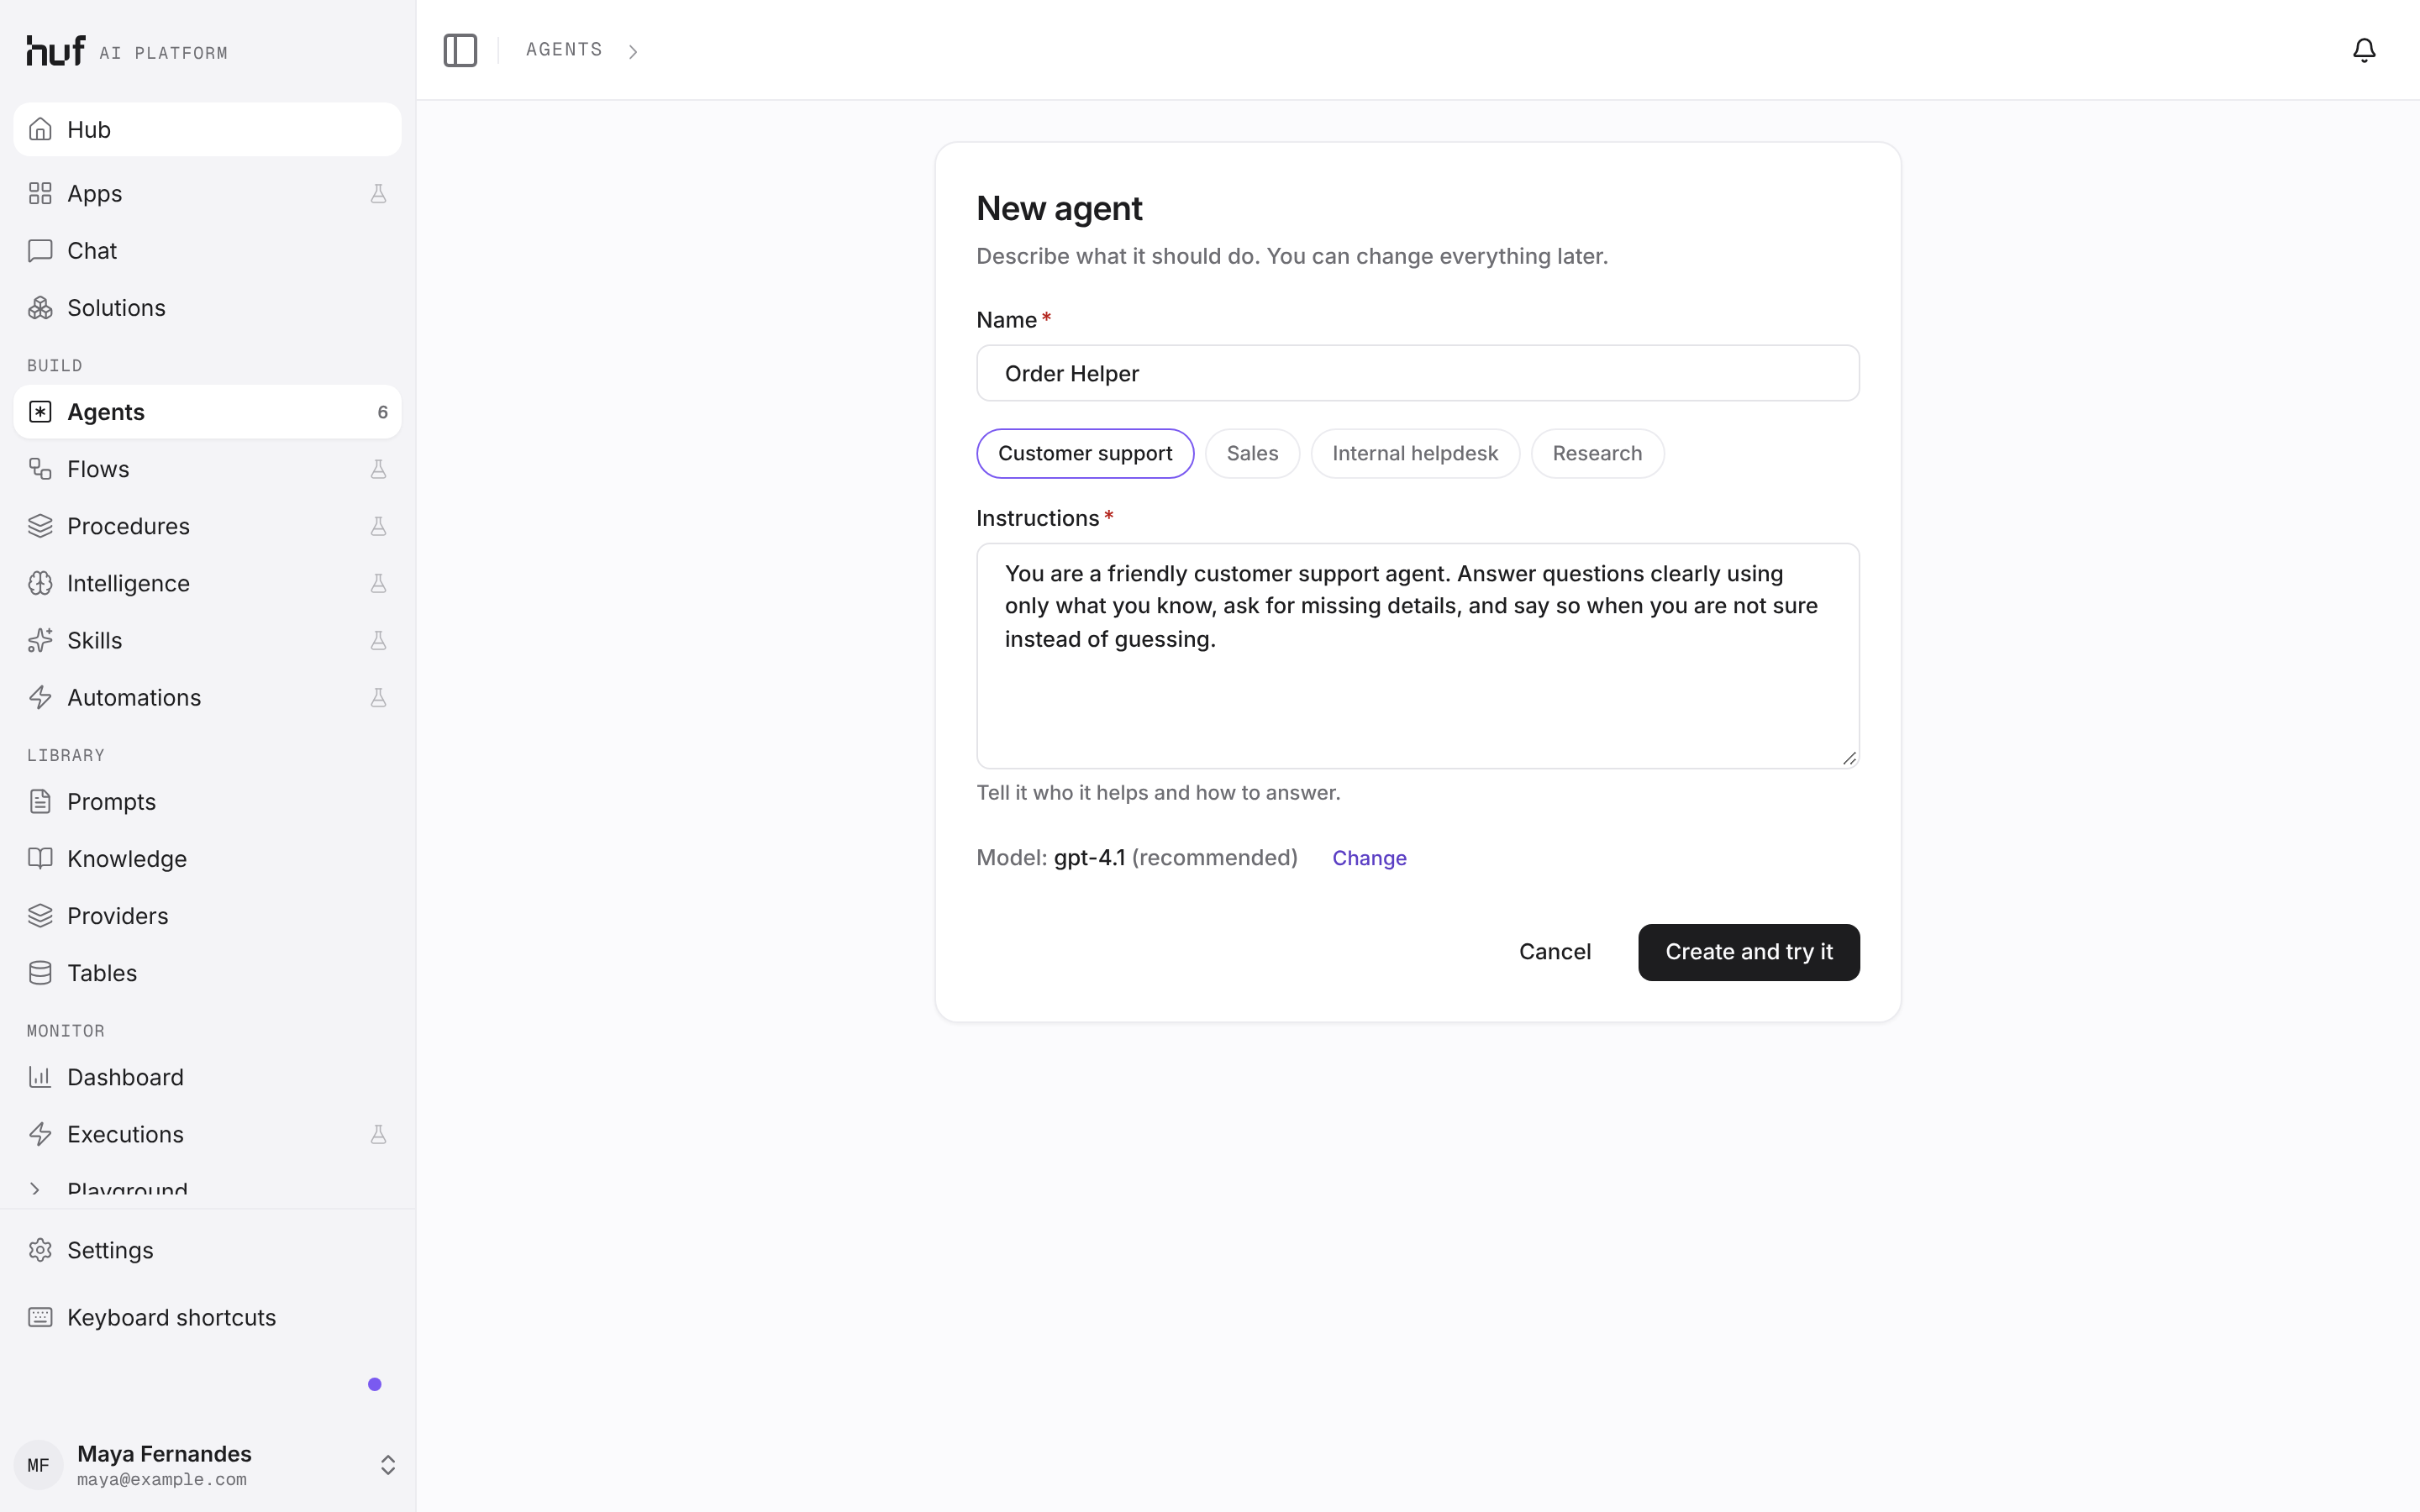 huf AI PLATFORM
Hub
Apps
Chat
Solutions
BUILD
Agents 6
Flows
Procedures
Intelligence
Skills
Automations
LIBRARY
Prompts
Knowledge
Providers
Tables
MONITOR
Dashboard
Executions
Playground
Settings
Keyboard shortcuts
MF
Maya Fernandes
maya@example.com
AGENTS
New agent
Describe what it should do. You can change everything later.
Name *
Order Helper
Customer support Sales Internal helpdesk Research
Instructions *
You are a friendly customer support agent. Answer questions clearly using
only what you know, ask for missing details, and say so when you are not sure
instead of guessing.
Tell it who it helps and how to answer.
Model: gpt-4.1 (recommended) Change
Cancel Create and try it